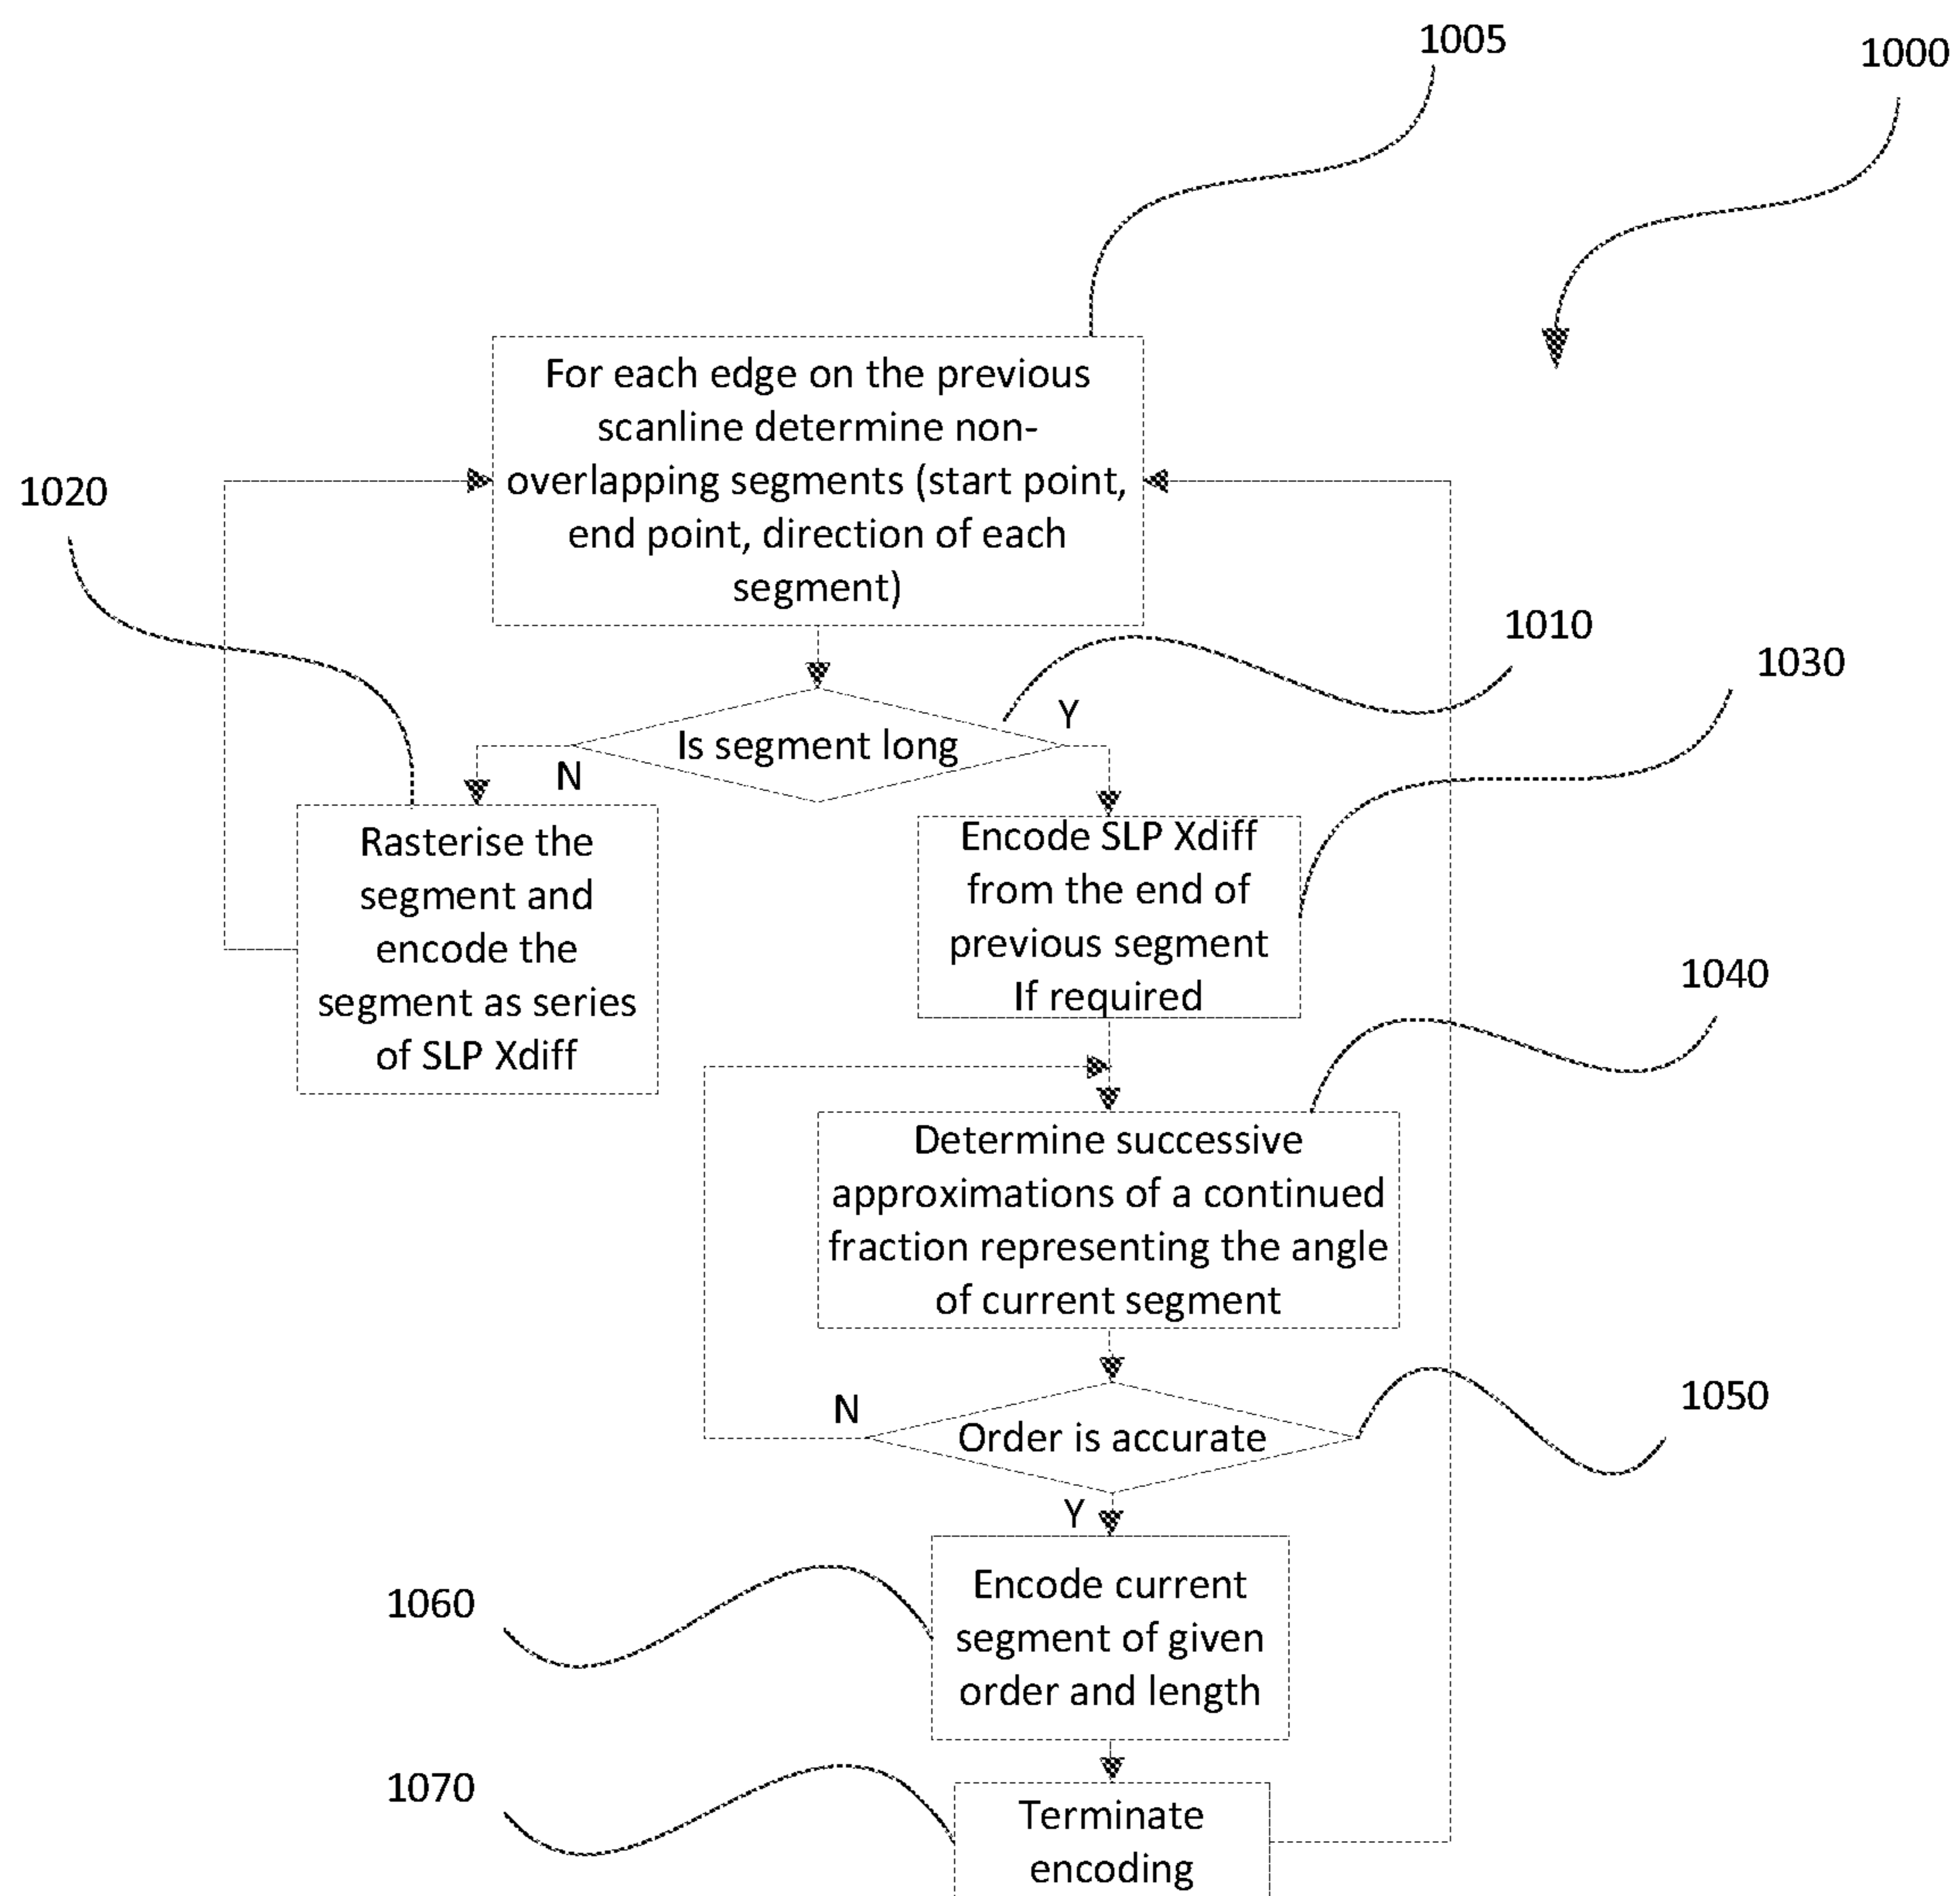 1005
1000
For each edge on the previous
scanline determine non-
overlapping segments (start point,
end point, direction of each
segment)
1020
1010
1030
Is segment long
Y
N
Rasterise the
segment and
encode the
segment as series
of SLP Xdiff
Encode SLP Xdiff
from the end of
previous segment
If required
1040
Determine successive
approximations of a continued
fraction representing the angle
of current segment
1050
N
Order is accurate
Y
1060
Encode current
segment of given
order and length
1070
Terminate
encoding